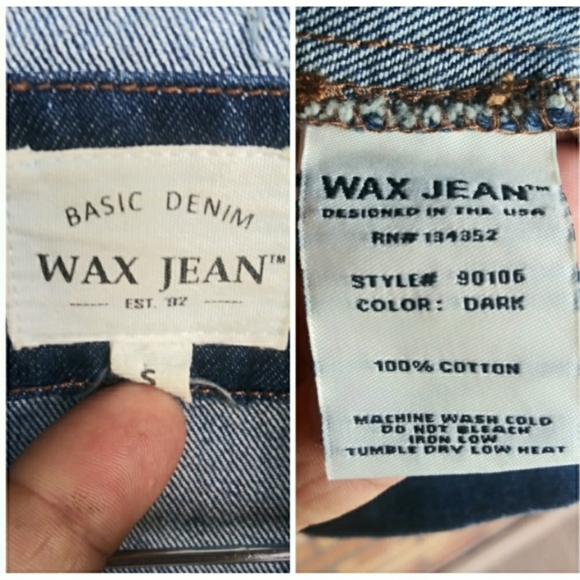 BASIC DENIM
WAX JEAN™
EST. '92
S
WAX JEAN™
DESIGNED IN THE USA
RN# 134352
STYLE# 90106
COLOR: DARK
100% COTTON
MACHINE WASH COLD
DO NOT BLEACH
IRON LOW
TUMBLE DRY LOW HEAT